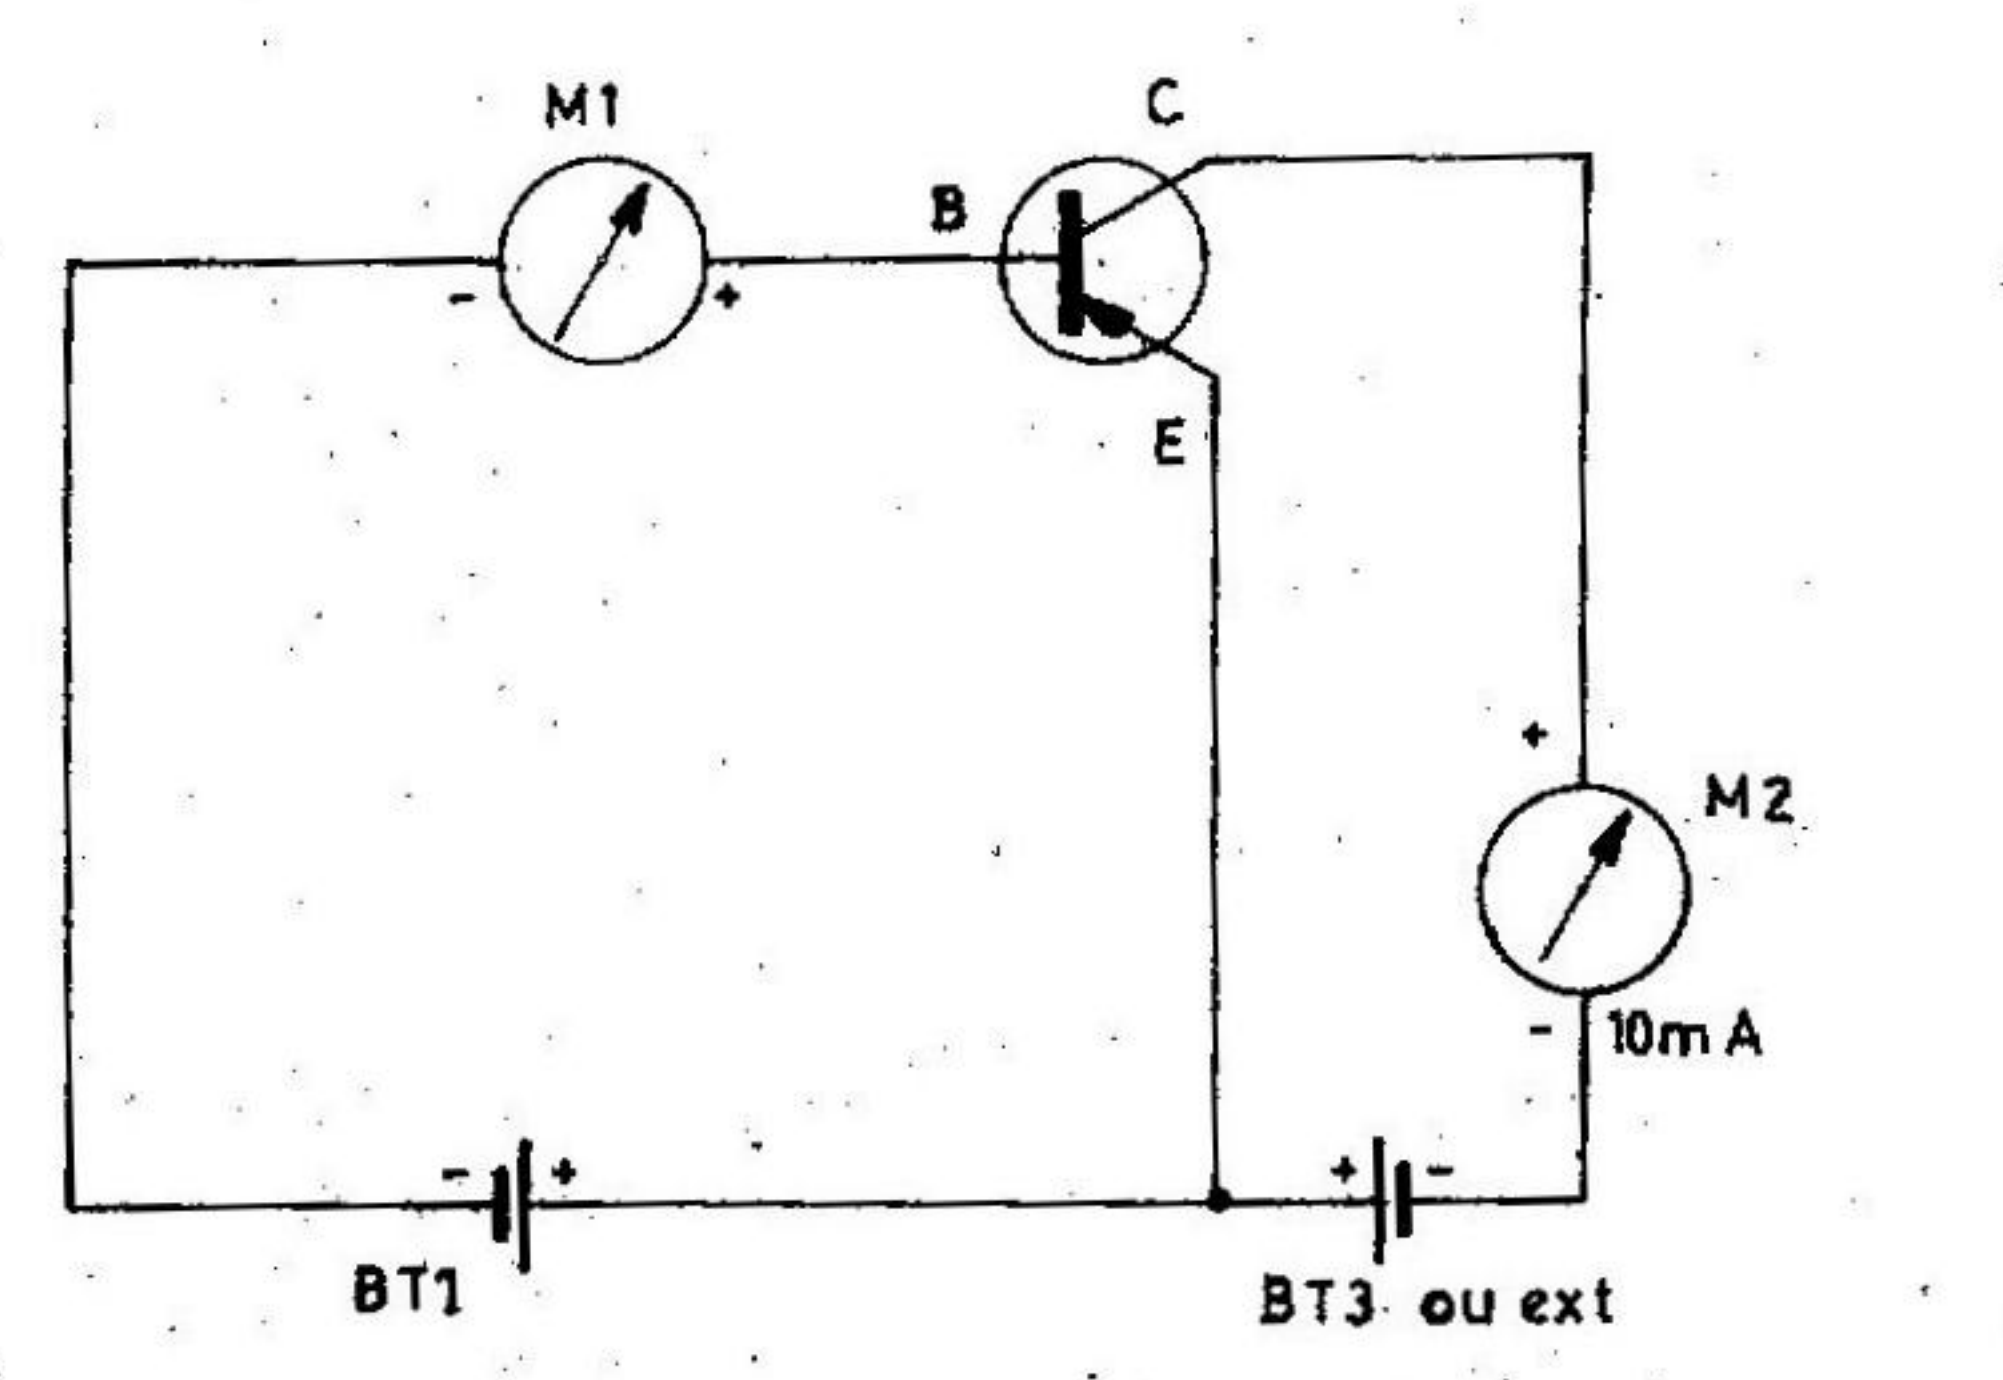 M1
C
B
- +
E
+
M2
- 10mA
- +
+ -
BT1
BT3 ou ext